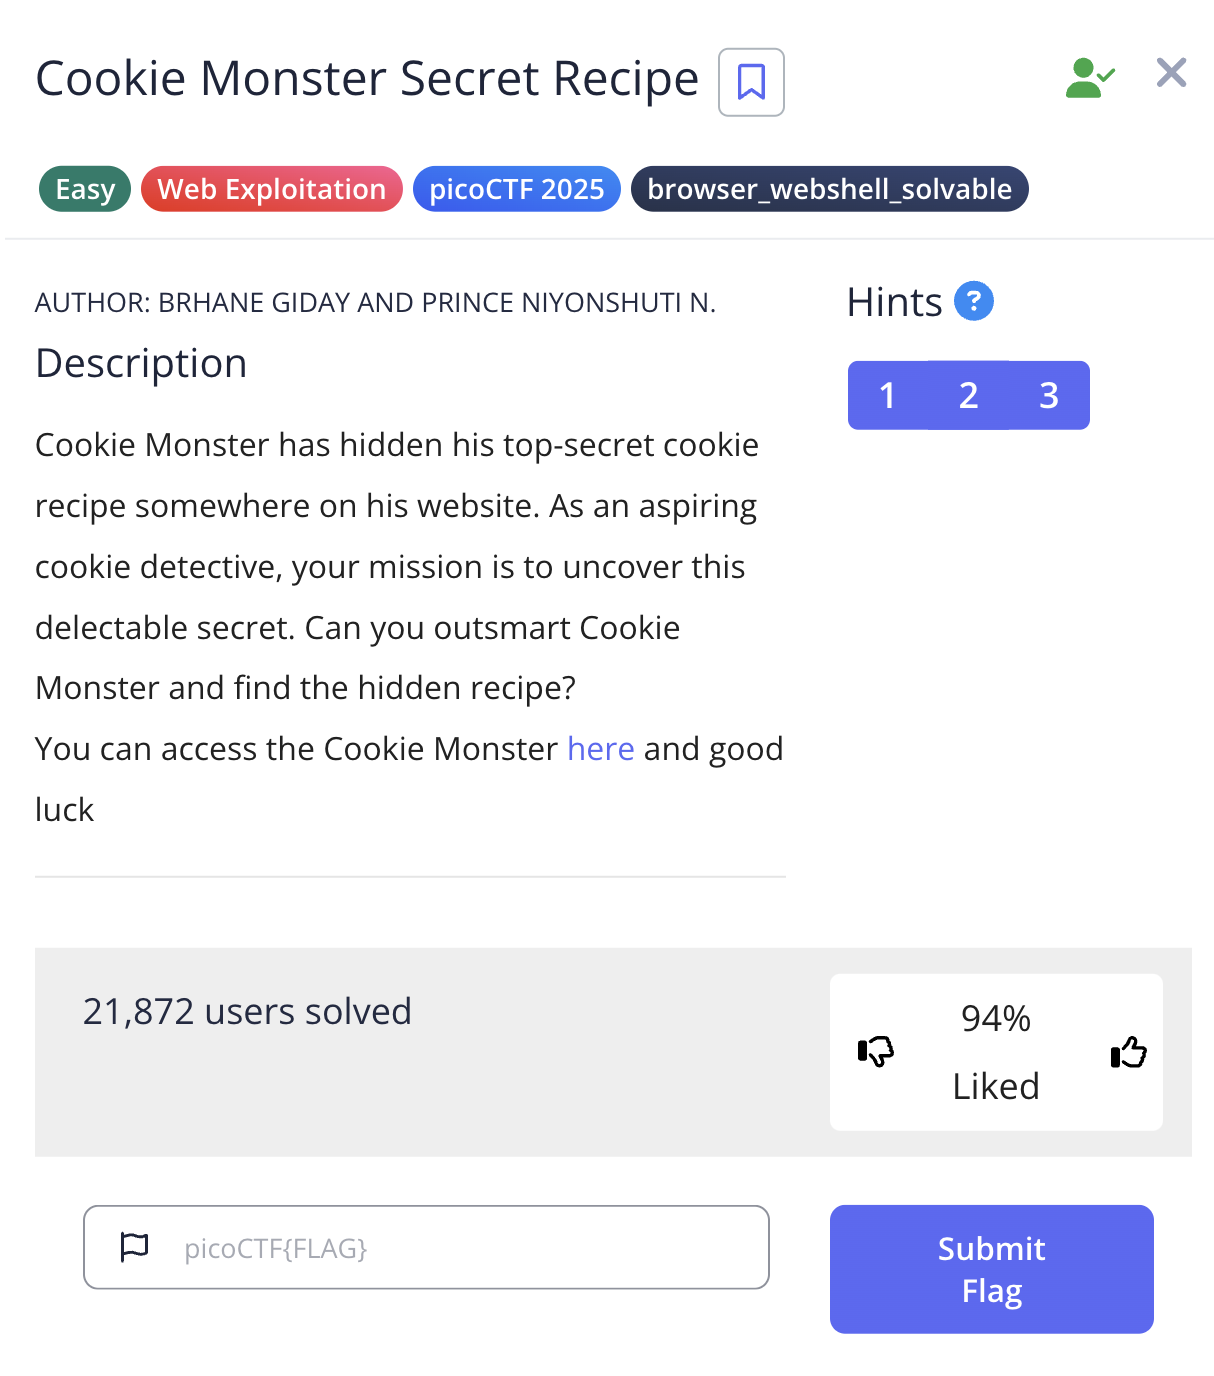 Cookie Monster Secret Recipe
Easy Web Exploitation picoCTF 2025 browser_webshell_solvable
AUTHOR: BRHANE GIDAY AND PRINCE NIYONSHUTI N.
Description
Cookie Monster has hidden his top-secret cookie
recipe somewhere on his website. As an aspiring
cookie detective, your mission is to uncover this
delectable secret. Can you outsmart Cookie
Monster and find the hidden recipe?
You can access the Cookie Monster here and good
luck
Hints ?
1 2 3
21,872 users solved
94%
Liked
picoCTF{FLAG}
Submit
Flag